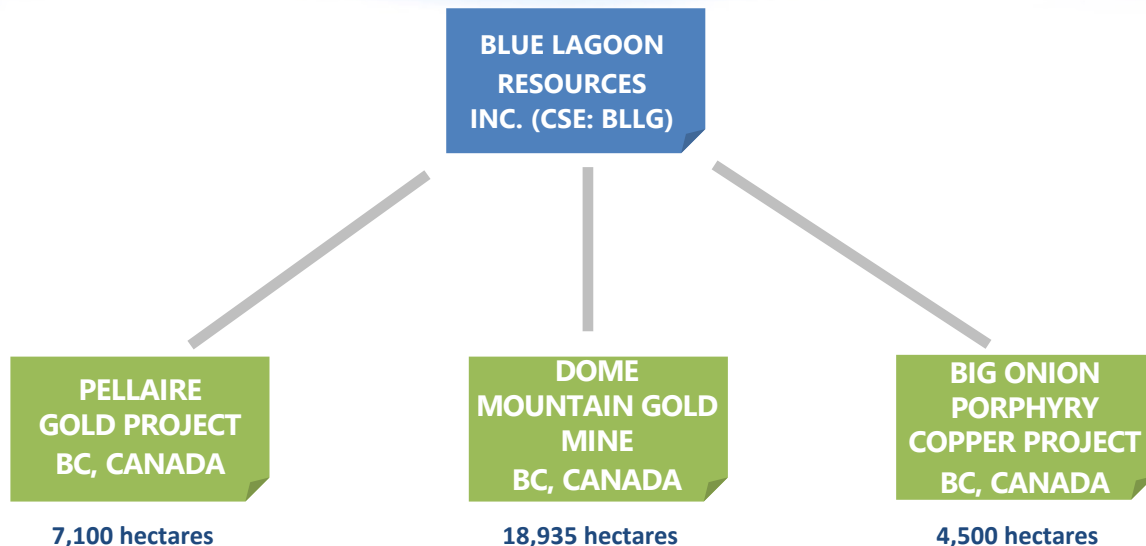 BLUE LAGOON
RESOURCES
INC. (CSE: BLLG)
PELLAIRE
GOLD PROJECT
BC, CANADA
7,100 hectares
DOME
MOUNTAIN GOLD
MINE
BC, CANADA
18,935 hectares
BIG ONION
PORPHYRY
COPPER PROJECT
BC, CANADA
4,500 hectares